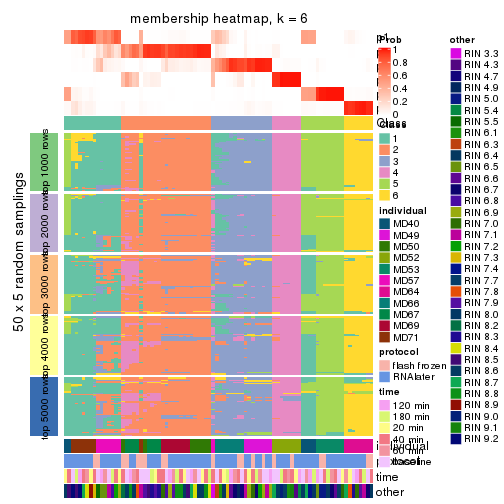 membership heatmap, k = 6
50 x 5 random samplings
top 1000 rows
top 2000 rows
top 3000 rows
top 4000 rows
top 5000 rows
Class
time
other
Prob
1
0.8
0.6
0.4
0.2
0
Class
1
2
3
4
5
6
individual
MD40
MD49
MD50
MD52
MD53
MD57
MD64
MD66
MD67
MD69
MD71
protocol
flash frozen
RNAlater
time
120 min
180 min
20 min
40 min
60 min
baseline
other
RIN 3.3
RIN 4.3
RIN 4.7
RIN 4.9
RIN 5.0
RIN 5.4
RIN 5.5
RIN 6.1
RIN 6.3
RIN 6.4
RIN 6.5
RIN 6.6
RIN 6.7
RIN 6.8
RIN 6.9
RIN 7.0
RIN 7.1
RIN 7.2
RIN 7.3
RIN 7.4
RIN 7.7
RIN 7.8
RIN 7.9
RIN 8.0
RIN 8.2
RIN 8.3
RIN 8.4
RIN 8.5
RIN 8.6
RIN 8.7
RIN 8.8
RIN 8.9
RIN 9.0
RIN 9.1
RIN 9.2